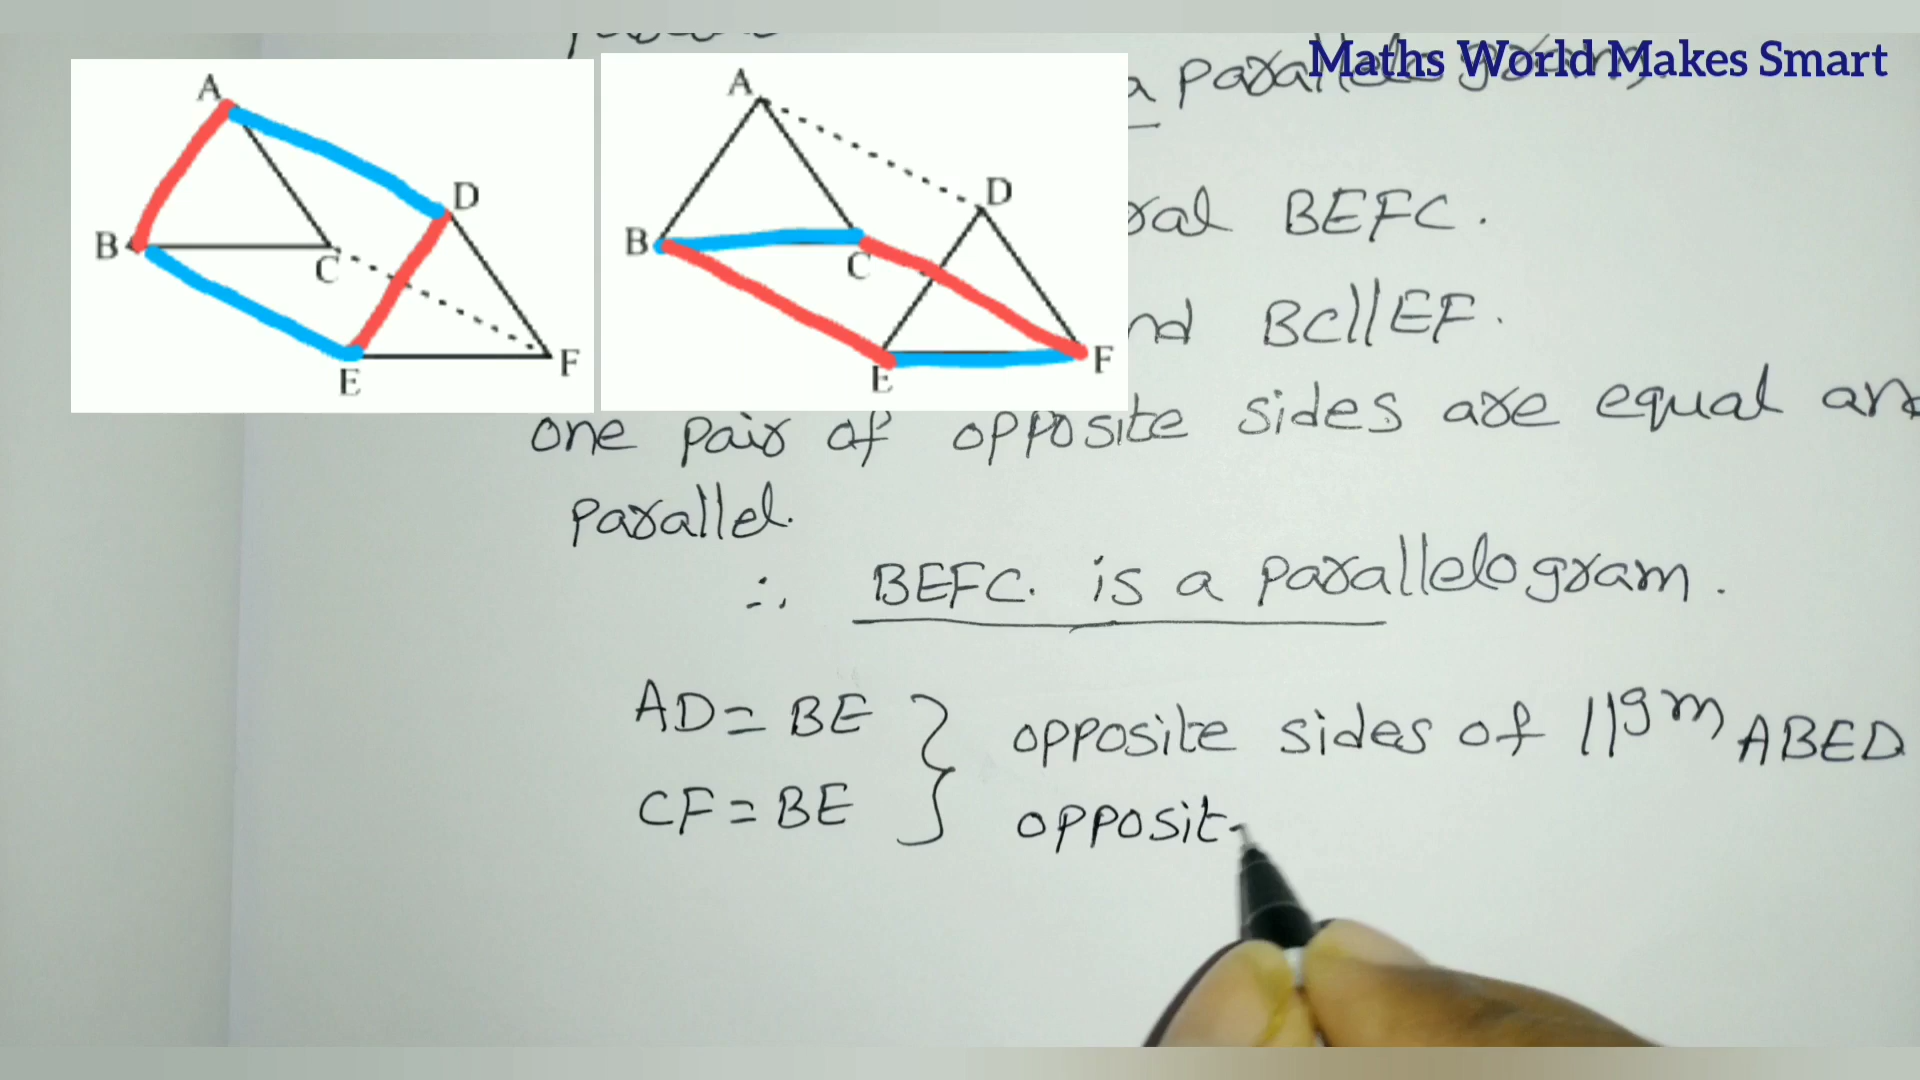 Maths World Makes Smart
a parallelogram.
A
D
B
C
E
F
A
D
B
C
E
F
BEFC.
BC||EF.
one pair of opposite sides are equal
parallel.
∴ BEFC. is a parallelogram.
AD = BE } opposite sides of ||gm ABED
CF = BE } opposit